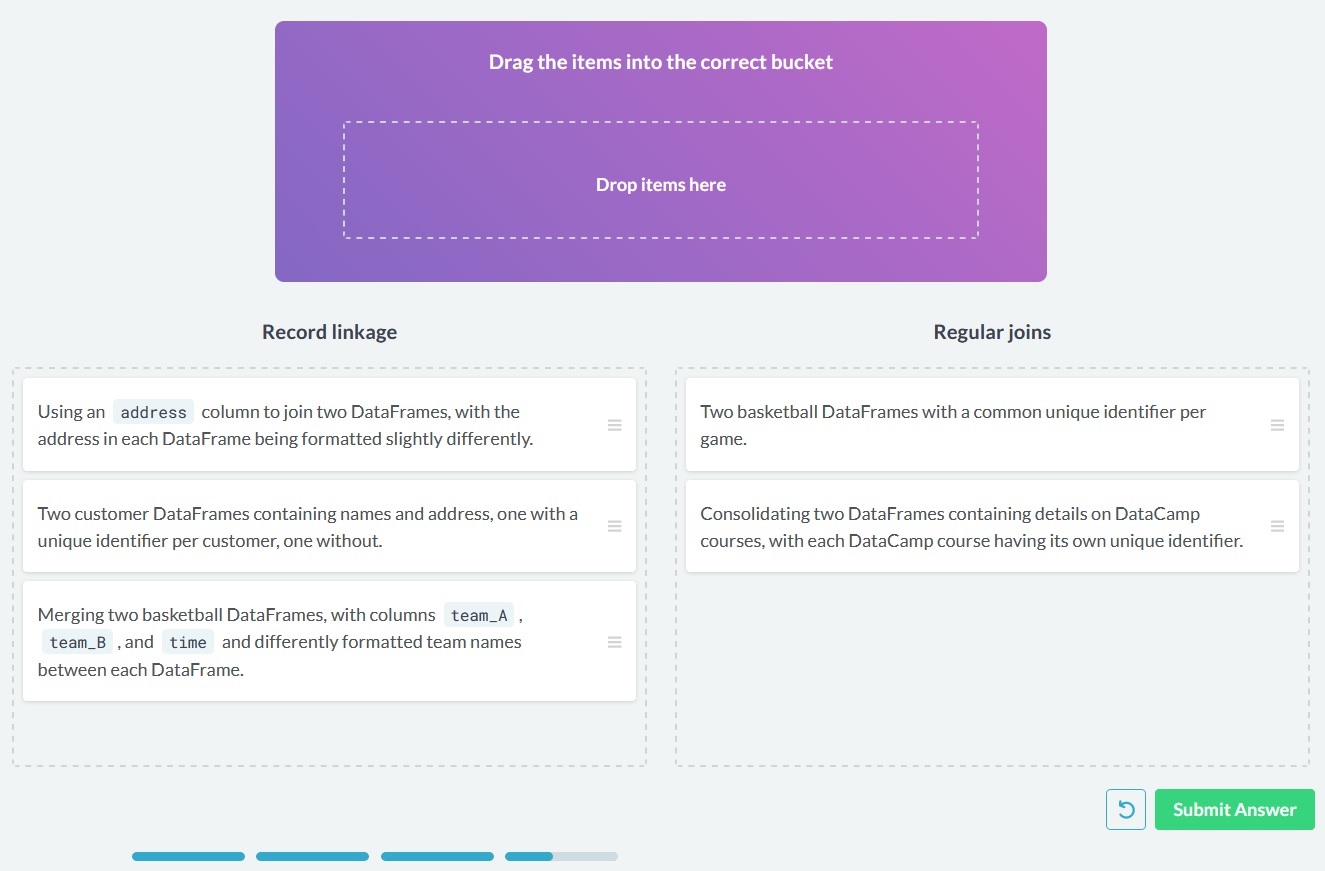 Drag the items into the correct bucket
Drop items here
Record linkage
Using an address column to join two DataFrames, with the
address in each DataFrame being formatted slightly differently.
Two customer DataFrames containing names and address, one with a
unique identifier per customer, one without.
Merging two basketball DataFrames, with columns team_A ,
team_B , and time and differently formatted team names
between each DataFrame.
Regular joins
Two basketball DataFrames with a common unique identifier per
game.
Consolidating two DataFrames containing details on DataCamp
courses, with each DataCamp course having its own unique identifier.
Submit Answer